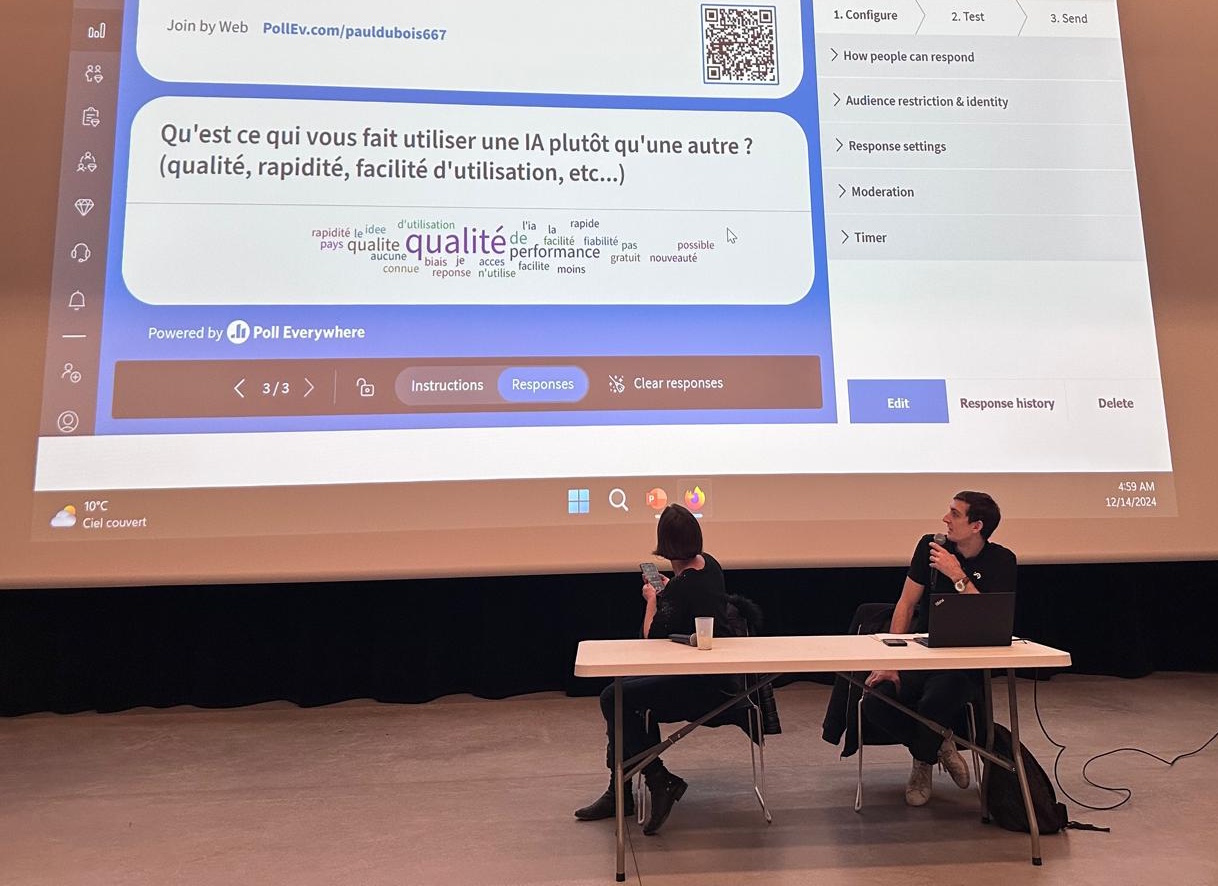 Join by Web PollEv.com/pauldubois667
Qu'est ce qui vous fait utiliser une IA plutôt qu'une autre ?
(qualité, rapidité, facilité d'utilisation, etc...)
rapidité le idee d'utilisation l'ia la rapide
pays qualite qualité de facilité fiabilité pas possible
aucune performance gratuit nouveauté
biais je acces facilite moins
connue reponse n'utilise
Powered by Poll Everywhere
3/3 Instructions Responses Clear responses
1. Configure 2. Test 3. Send
How people can respond
Audience restriction & identity
Response settings
Moderation
Timer
Edit Response history Delete
10°C
Ciel couvert
4:59 AM
12/14/2024